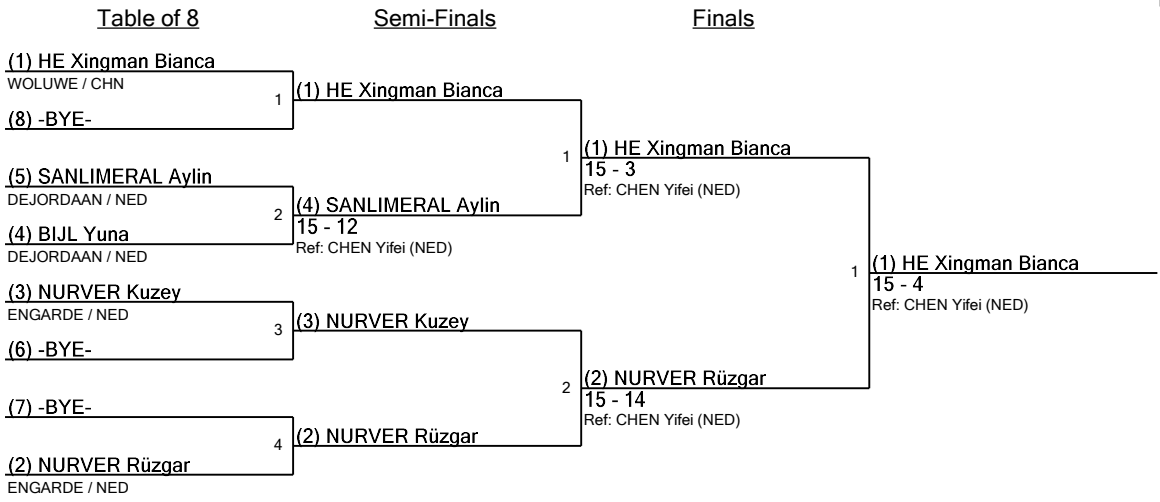 Table of 8
Semi-Finals
Finals
(1) HE Xingman Bianca
WOLUWE / CHN
(8) -BYE-
(5) SANLIMERAL Aylin
DEJORDAAN / NED
(4) BIJL Yuna
DEJORDAAN / NED
(3) NURVER Kuzey
ENGARDE / NED
(6) -BYE-
(7) -BYE-
(2) NURVER Rüzgar
ENGARDE / NED
1
2
3
4
(1) HE Xingman Bianca
(4) SANLIMERAL Aylin
15 - 12
Ref: CHEN Yifei (NED)
(3) NURVER Kuzey
(2) NURVER Rüzgar
1
2
(1) HE Xingman Bianca
15 - 3
Ref: CHEN Yifei (NED)
(2) NURVER Rüzgar
15 - 14
Ref: CHEN Yifei (NED)
1
(1) HE Xingman Bianca
15 - 4
Ref: CHEN Yifei (NED)